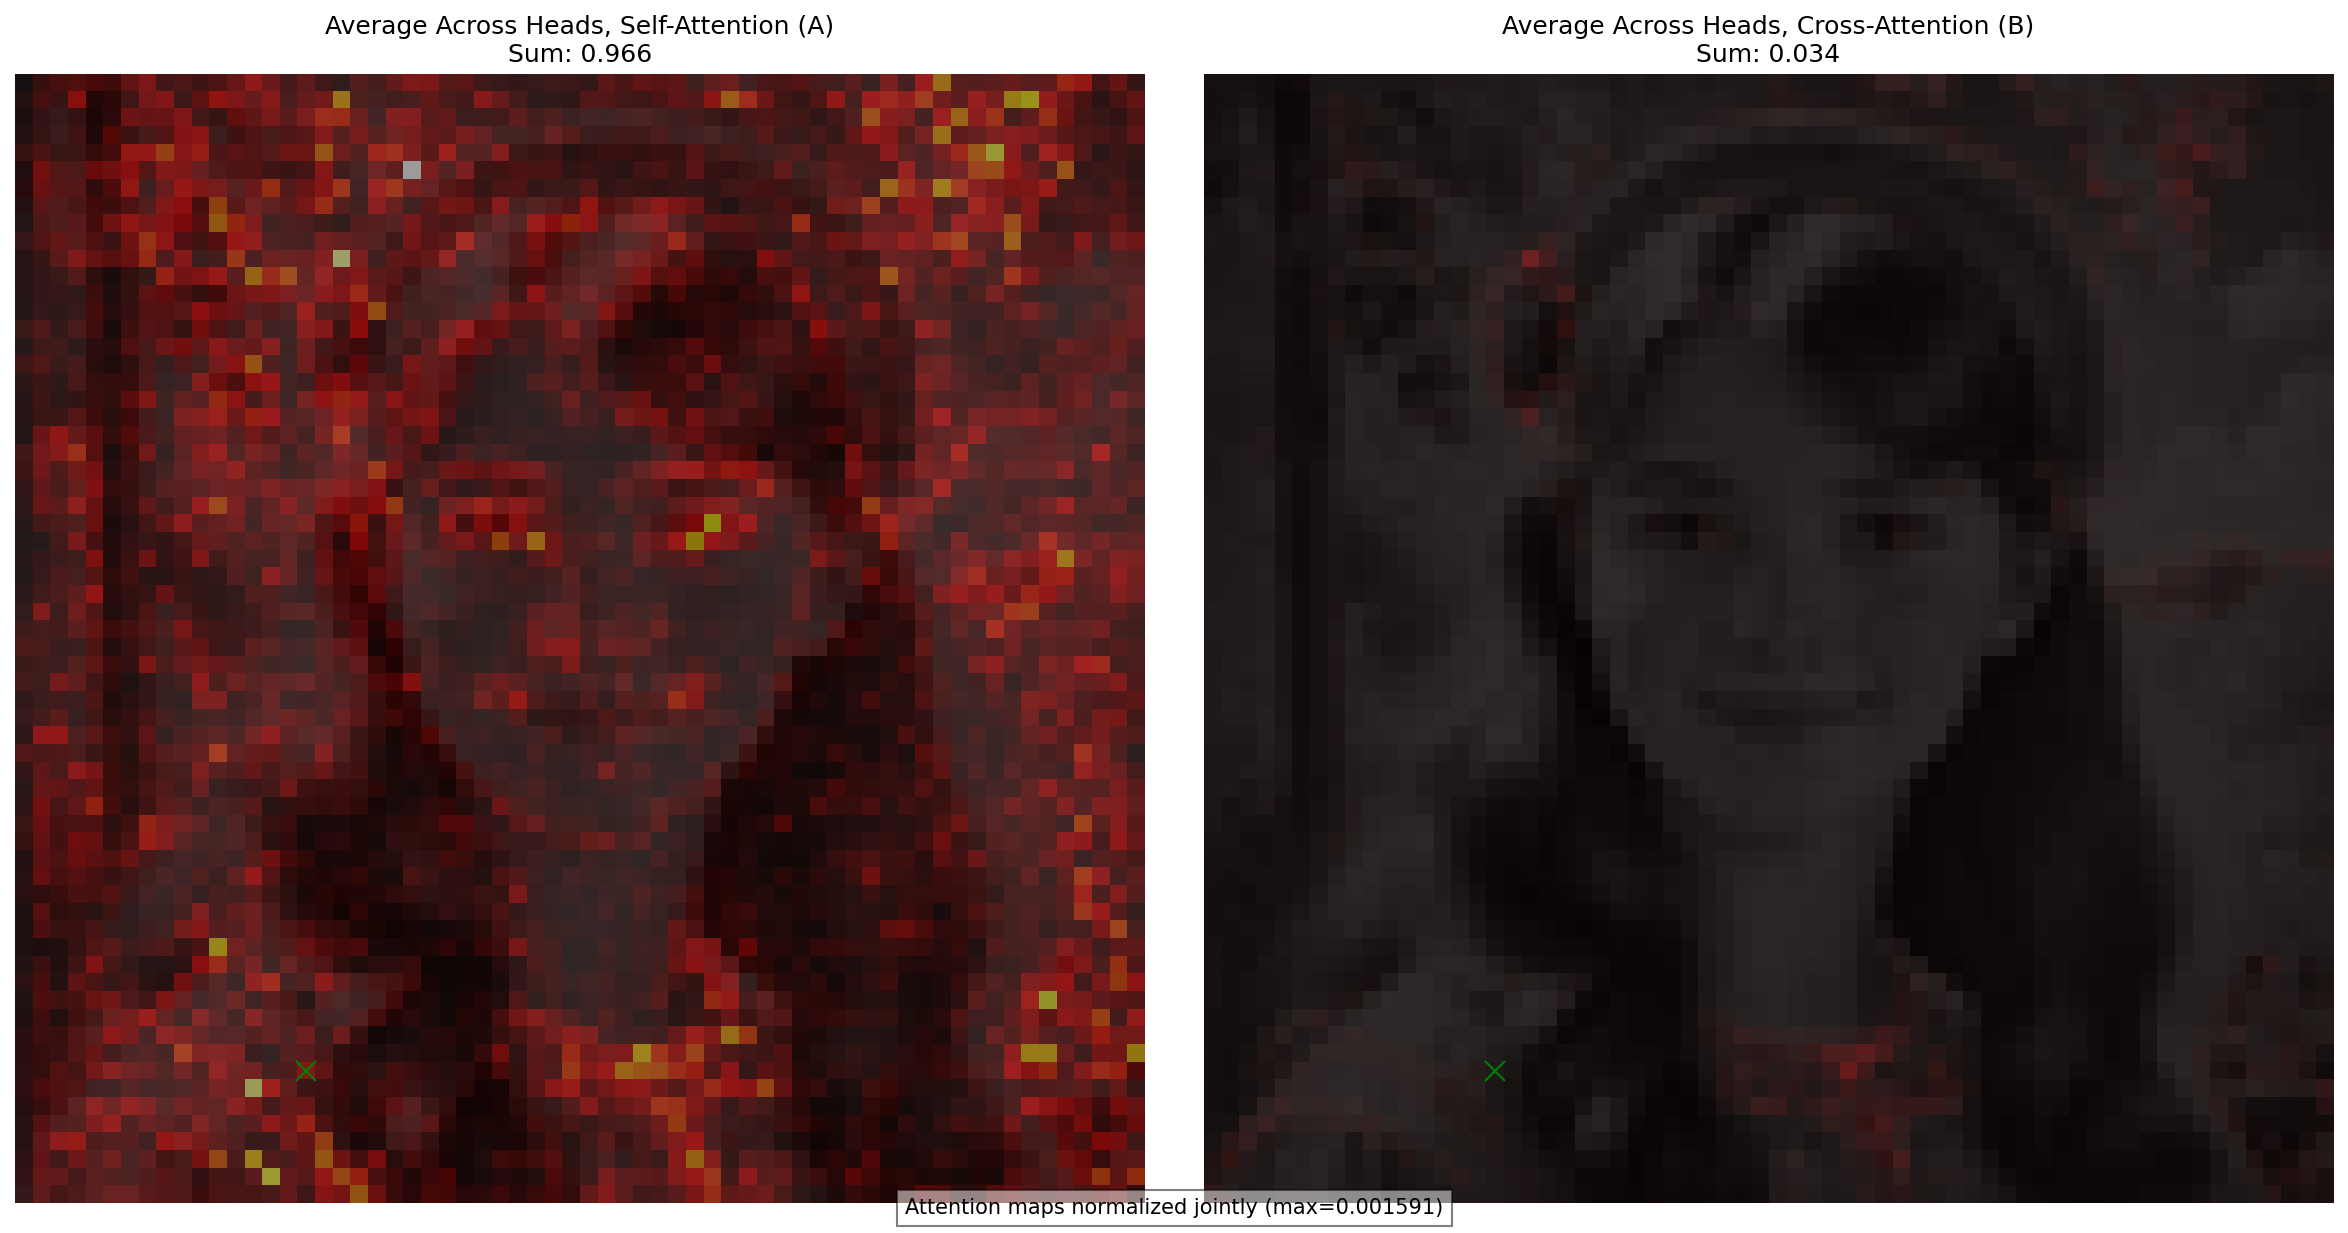 Average Across Heads, Self-Attention (A)
Sum: 0.966
Average Across Heads, Cross-Attention (B)
Sum: 0.034
Attention maps normalized jointly (max=0.001591)